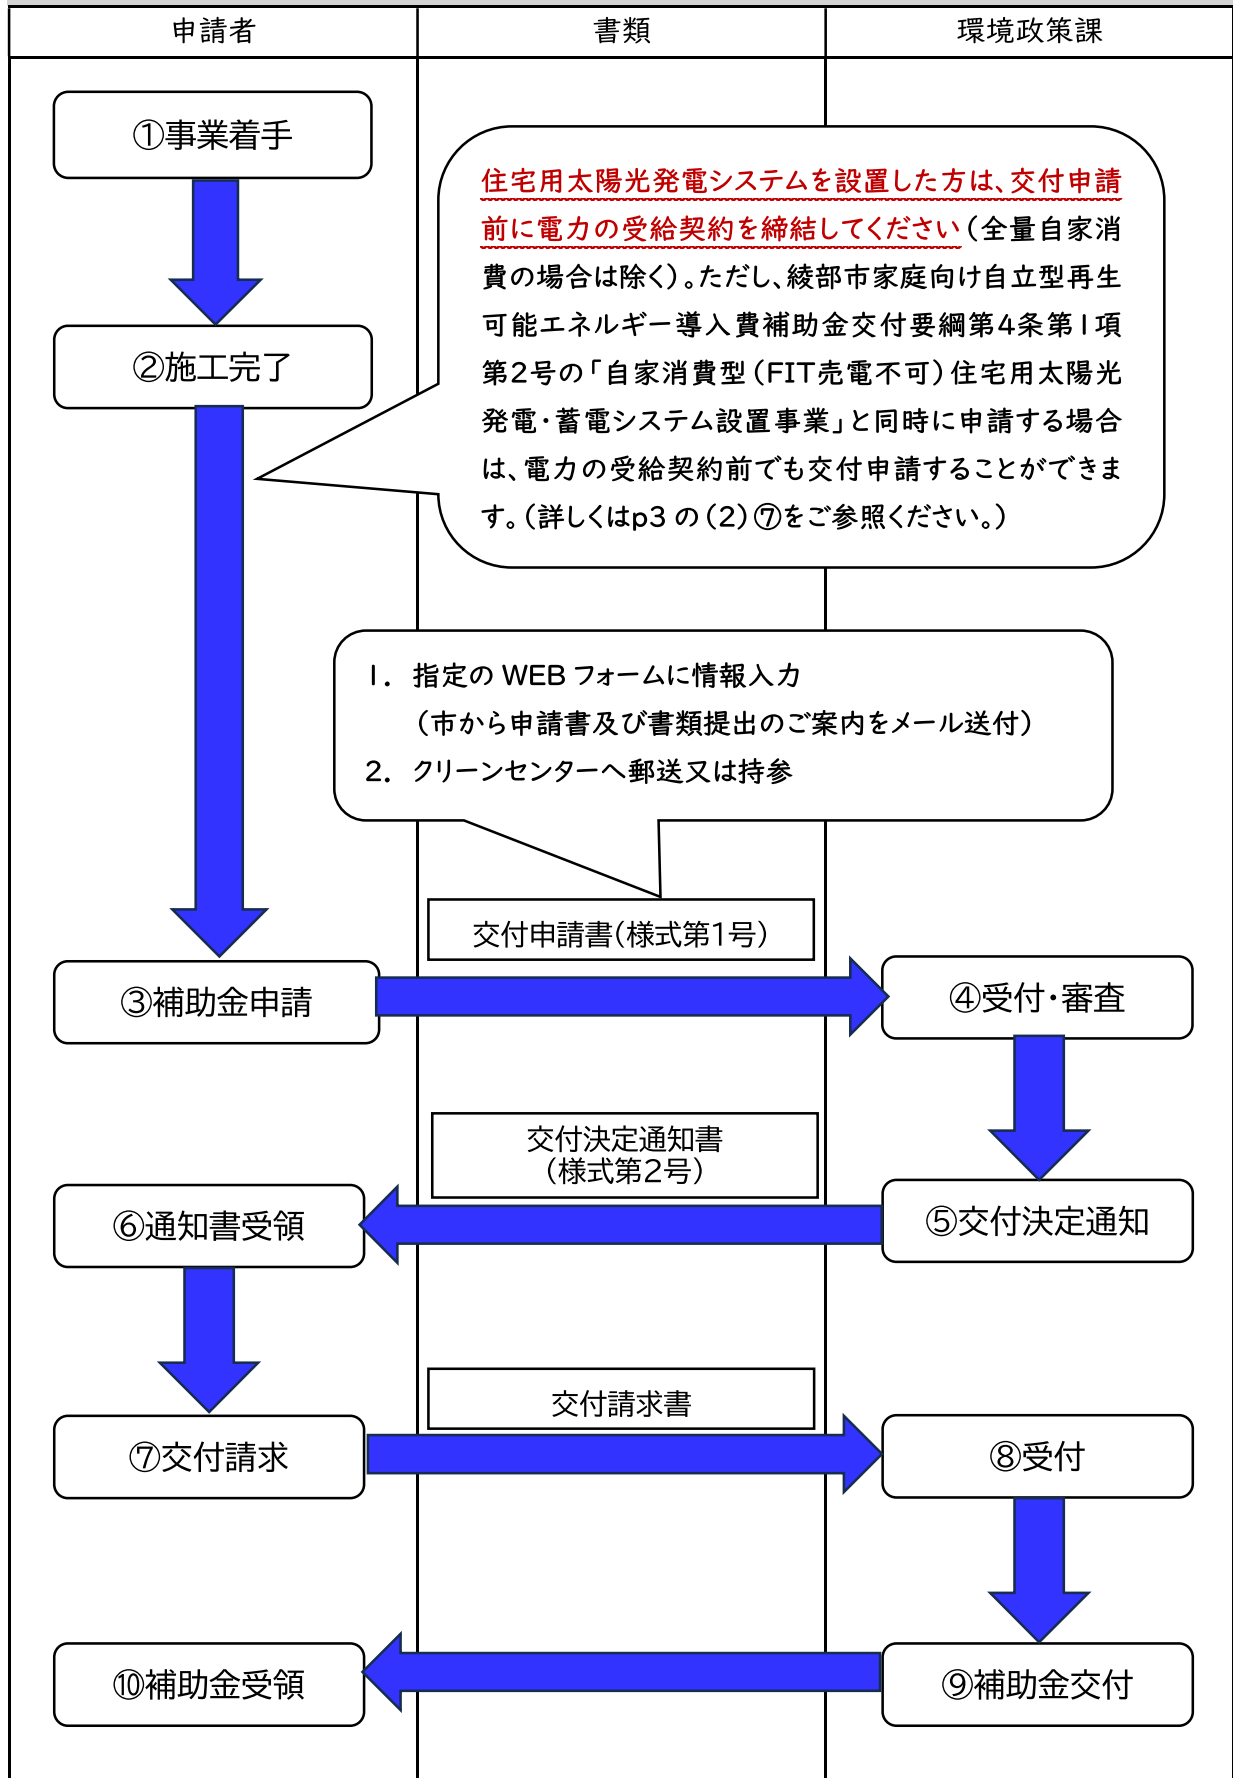 申請者
書類
環境政策課
①事業着手
住宅用太陽光発電システムを設置した方は、交付申請
前に電力の受給契約を締結してください(全量自家消
費の場合は除く)。ただし、綾部市家庭向け自立型再生
可能エネルギー導入費補助金交付要綱第4条第1項
第2号の「自家消費型(FIT売電不可)住宅用太陽光
発電・蓄電システム設置事業」と同時に申請する場合
は、電力の受給契約前でも交付申請することができま
す。(詳しくはp3の(2)⑦をご参照ください。)
②施工完了
1. 指定の WEB フォームに情報入力
(市から申請書及び書類提出のご案内をメール送付)
2. クリーンセンターへ郵送又は持参
交付申請書(様式第1号)
③補助金申請
④受付・審査
交付決定通知書
(様式第2号)
⑤交付決定通知
⑥通知書受領
交付請求書
⑦交付請求
⑧受付
⑨補助金交付
⑩補助金受領